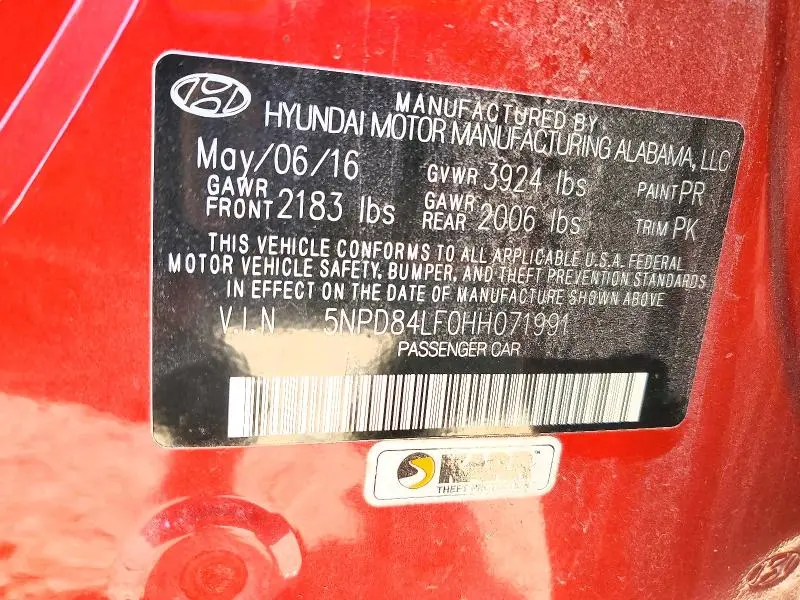 MANUFACTURED BY
HYUNDAI MOTOR MANUFACTURING ALABAMA, LLC
May/06/16 GVWR 3924 lbs PAINT PR
GAWR FRONT 2183 lbs GAWR REAR 2006 lbs TRIM PK
THIS VEHICLE CONFORMS TO ALL APPLICABLE U.S.A. FEDERAL
MOTOR VEHICLE SAFETY, BUMPER, AND THEFT PREVENTION STANDARDS
IN EFFECT ON THE DATE OF MANUFACTURE SHOWN ABOVE
V.I.N 5NPD84LF0HH071991
PASSENGER CAR
THEFT